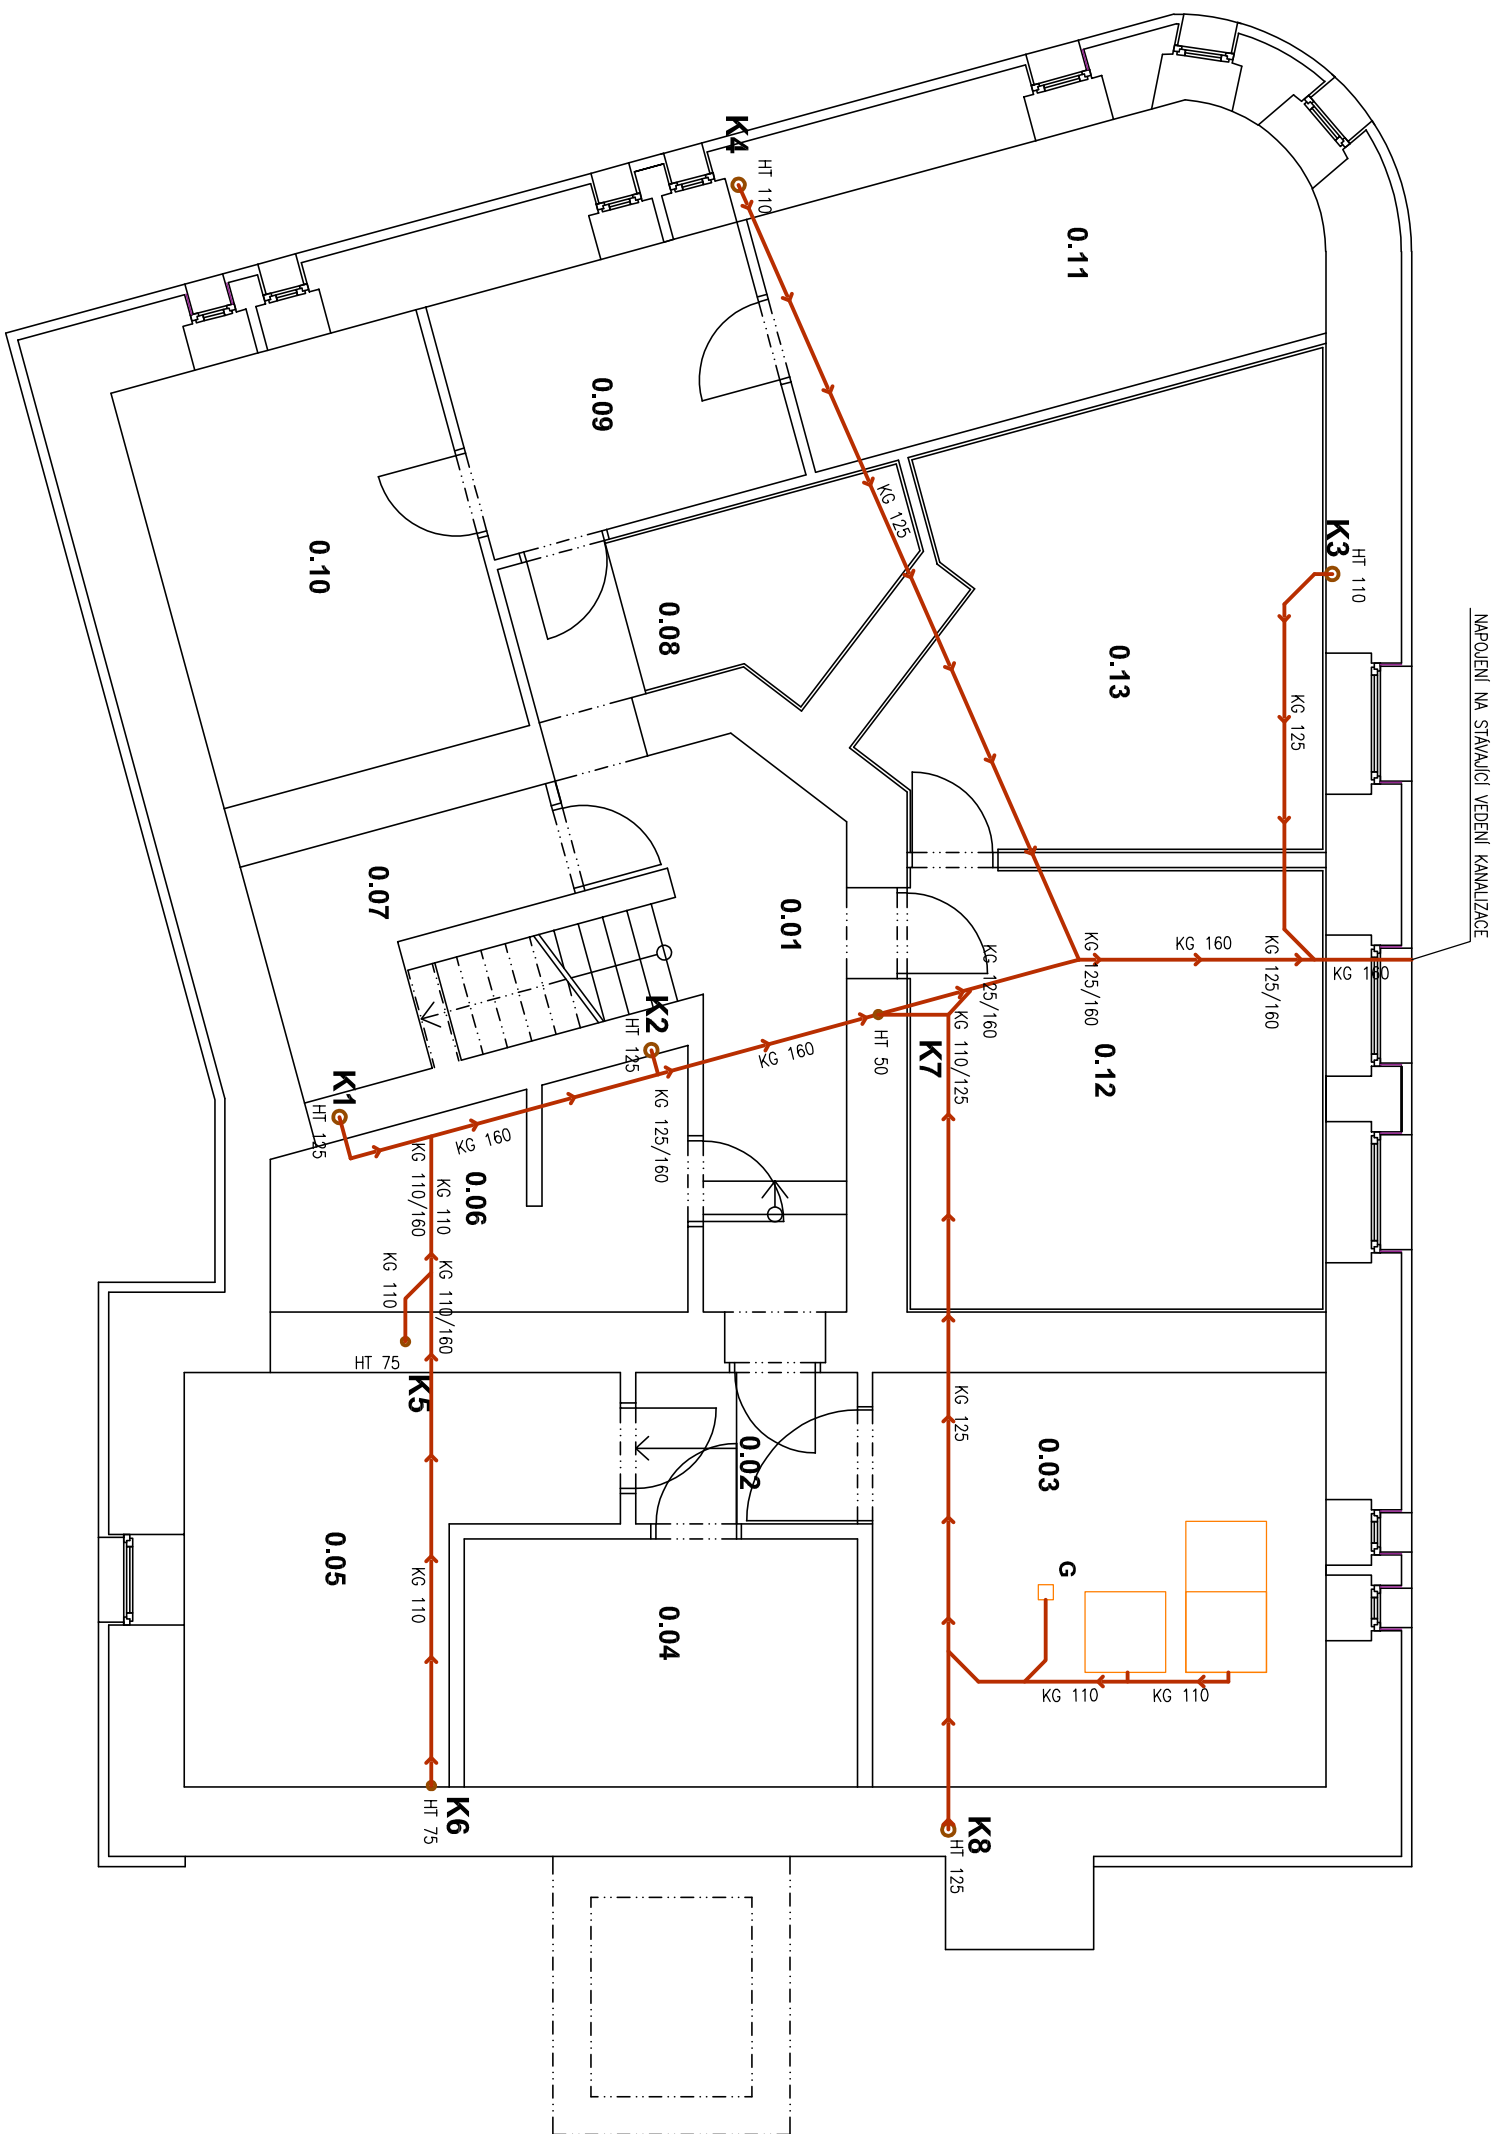 NAPOJENÍ NA STÁVAJÍCÍ VEDENÍ KANALIZACE
HT 110
K3
KG 160
KG 125
KG 125/160
KG 160
0.13
0.11
KG 125/160
0.12
G
0.03
KG 110
KG 110
KG 125/160
KG 110/125
KG 125
K8
HT 125
K7
HT 50
KG 125
0.01
KG 160
HT 110
K4
0.02
0.08
0.04
K2
KG 125/160
HT 125
0.09
KG 160
0.06
K6
HT 75
KG 110
KG 110/160
KG 110/160
KG 110
K5
KG 110
HT 75
0.07
K1
HT 125
0.05
0.10